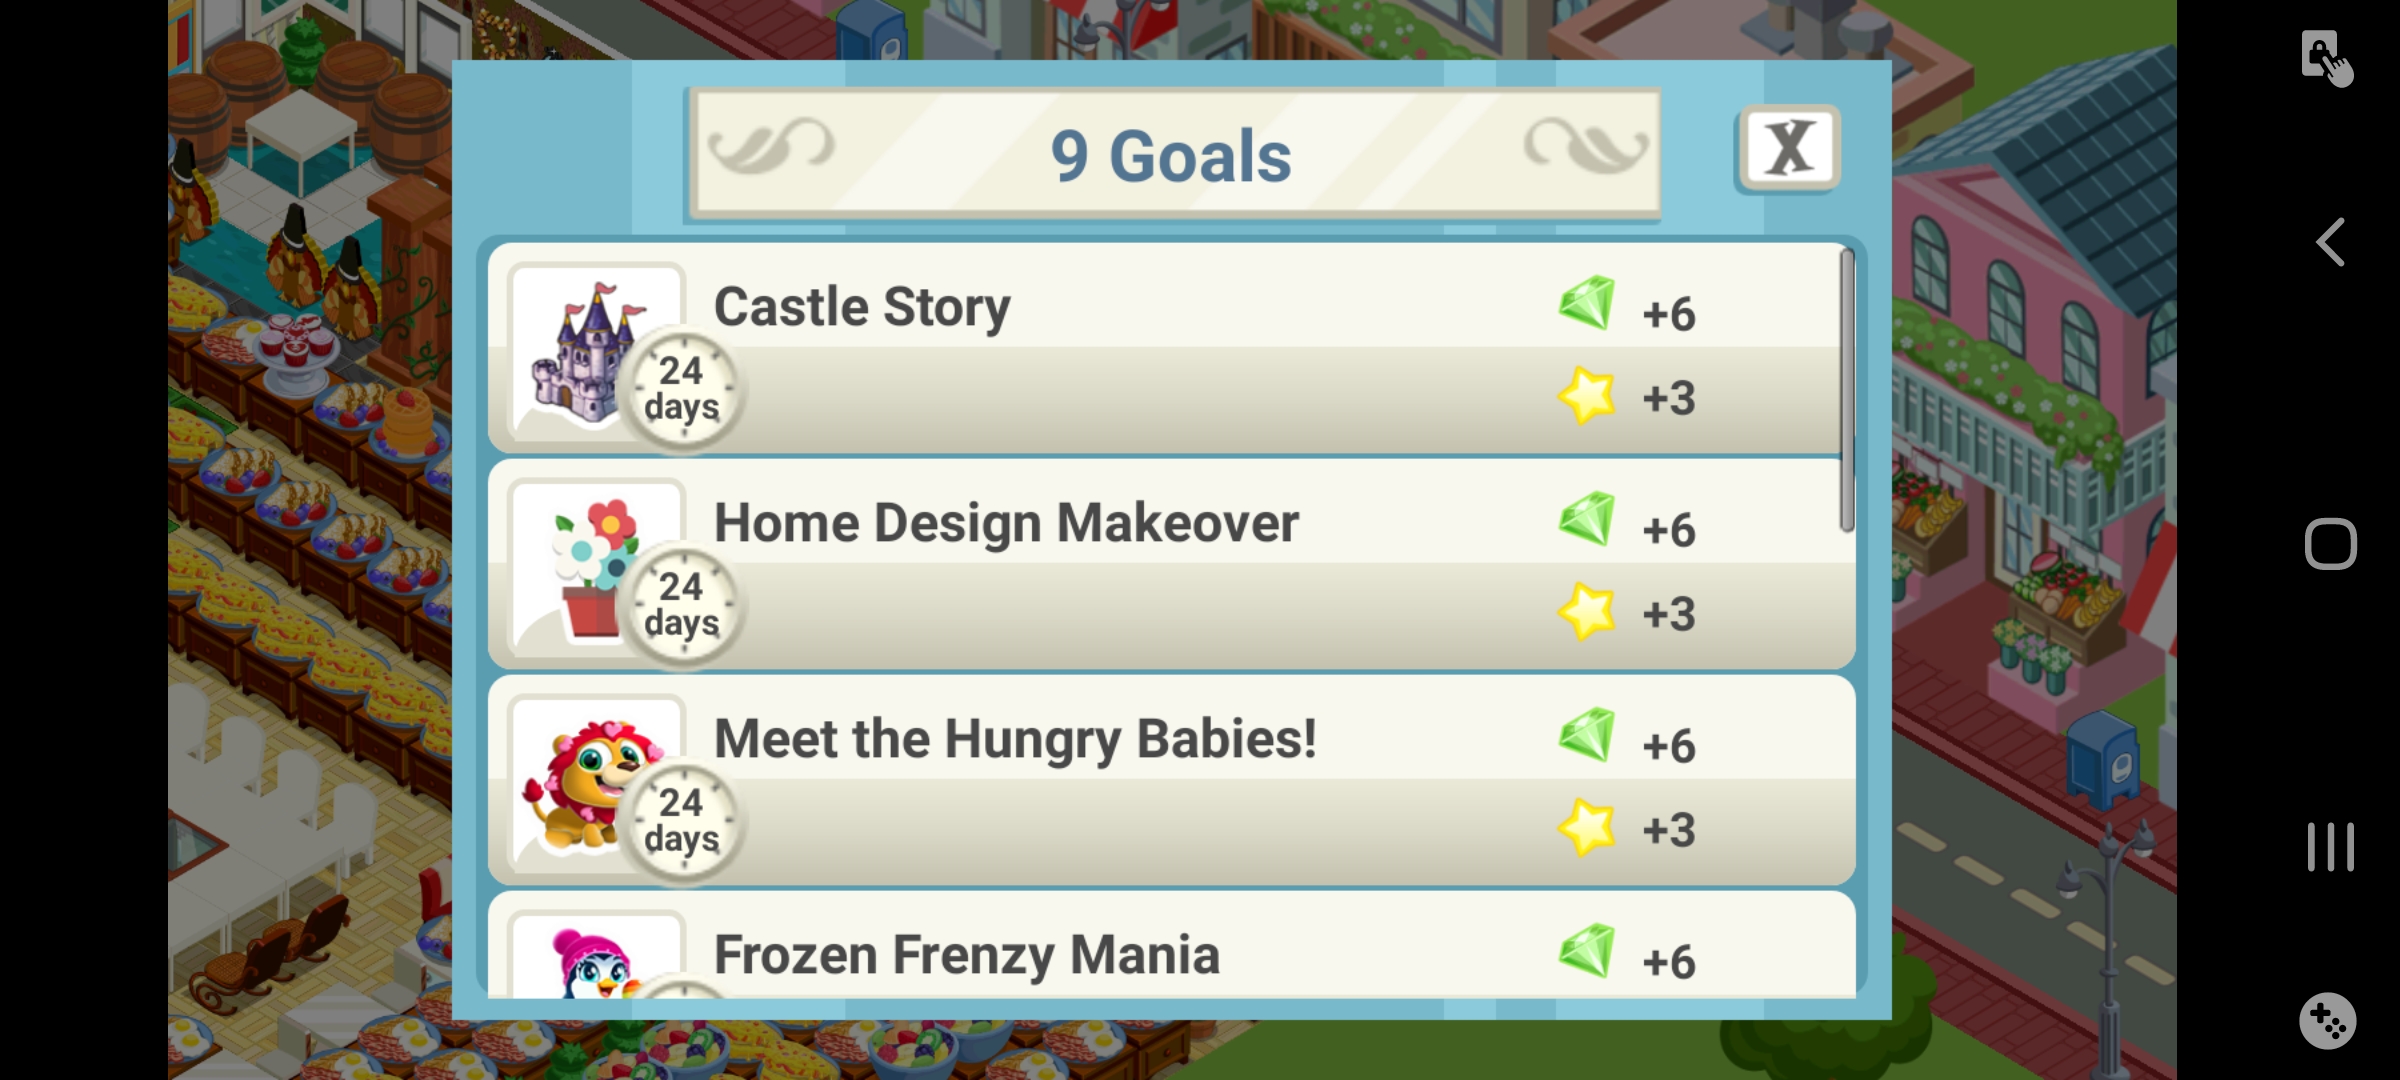 9 Goals
X
Castle Story
+6
24
days
+3
Home Design Makeover
+6
24
days
+3
Meet the Hungry Babies!
+6
24
days
+3
Frozen Frenzy Mania
+6